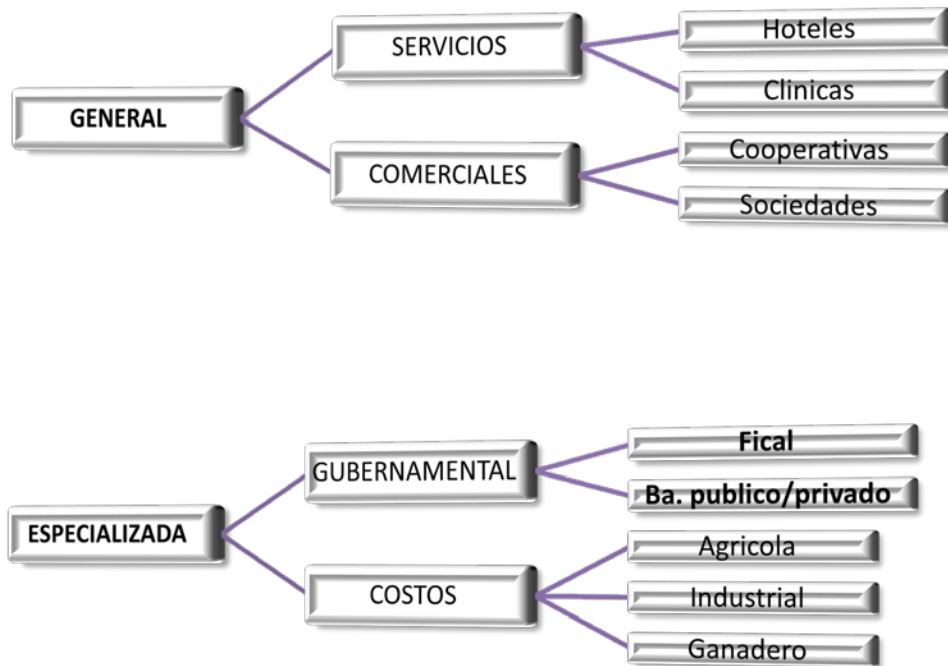 GENERAL
SERVICIOS
Hoteles
Clinicas
COMERCIALES
Cooperativas
Sociedades
ESPECIALIZADA
GUBERNAMENTAL
Fical
Ba. publico/privado
COSTOS
Agricola
Industrial
Ganadero